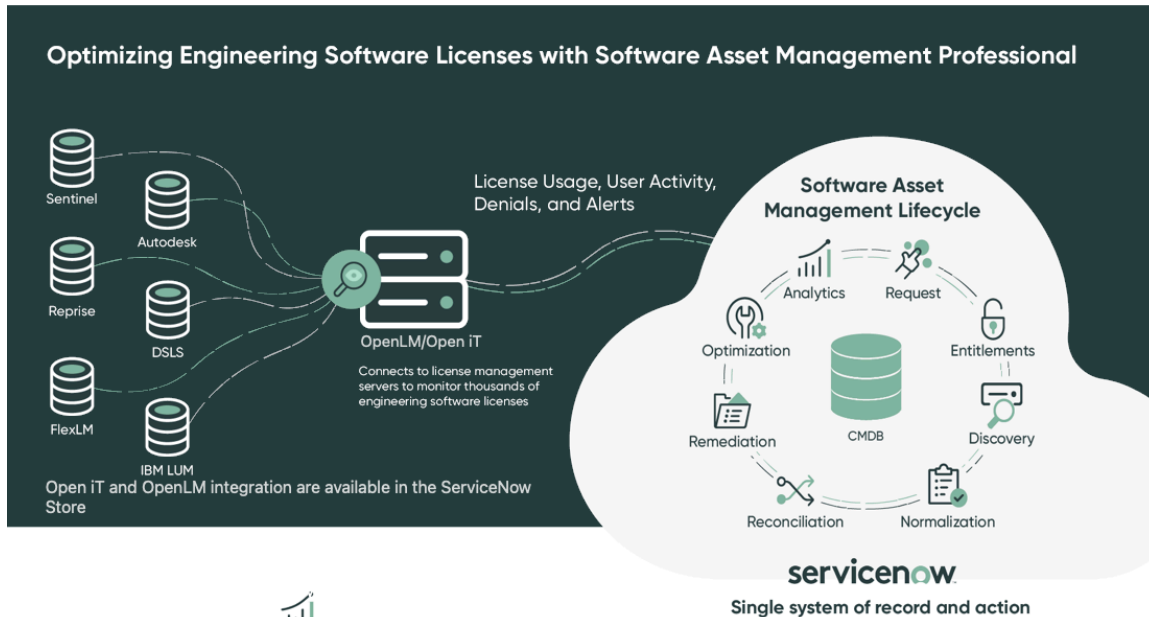 Optimizing Engineering Software Licenses with Software Asset Management Professional
Sentinel
Autodesk
Reprise
DSLS
FlexLM
IBM LUM
OpenLM/Open iT
Connects to license management
servers to monitor thousands of
engineering software licenses
License Usage, User Activity,
Denials, and Alerts
Open iT and OpenLM integration are available in the ServiceNow
Store
Software Asset
Management Lifecycle
Analytics
Request
Optimization
Entitlements
Remediation
CMDB
Discovery
Reconciliation
Normalization
servicenow
Single system of record and action